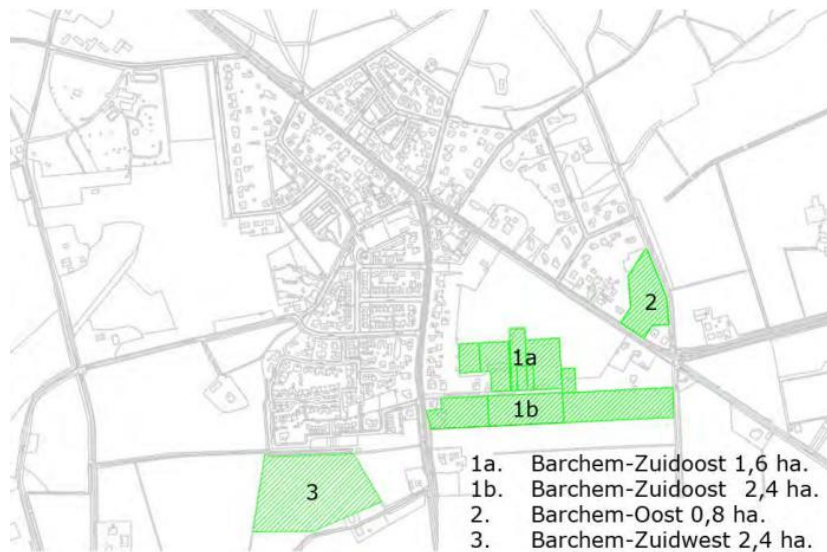 2
1a
1b
3
1a. Barchem-Zuidoost 1,6 ha.
1b. Barchem-Zuidoost 2,4 ha.
2. Barchem-Oost 0,8 ha.
3. Barchem-Zuidwest 2,4 ha.